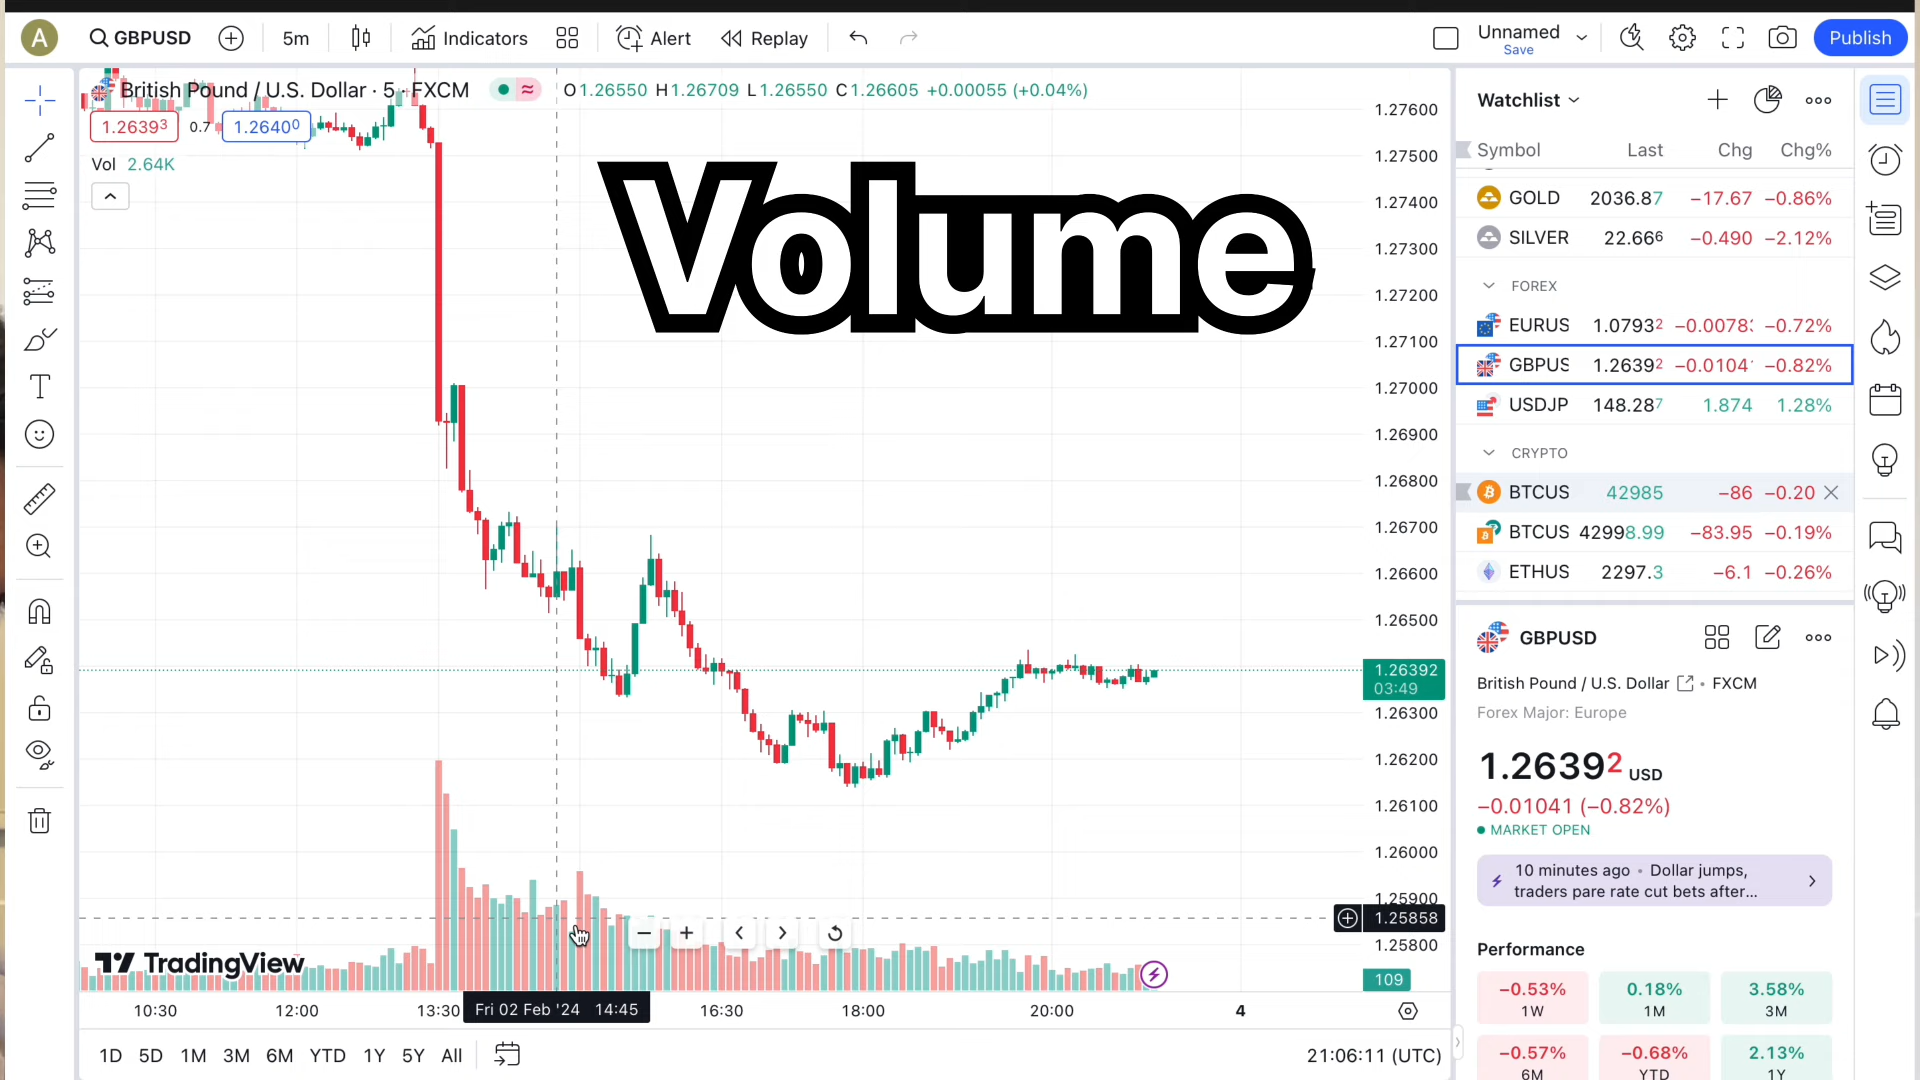 A
GBPUSD
5m
Indicators
Alert
Replay
Unnamed
Save
Publish
British Pound / U.S. Dollar · 5 · FXCM
O1.26550 H1.26709 L1.26550 C1.26605 +0.00055 (+0.04%)
1.26393 0.7 1.26400
Vol 2.64K
Volume
1.27600
1.27500
1.27400
1.27300
1.27200
1.27100
1.27000
1.26900
1.26800
1.26700
1.26600
1.26500
1.26392
03:49
1.26300
1.26200
1.26100
1.26000
1.25900
1.25858
1.25800
109
TradingView
10:30 12:00 13:30 Fri 02 Feb '24 14:45 16:30 18:00 20:00 4
1D 5D 1M 3M 6M YTD 1Y 5Y All
21:06:11 (UTC)
Watchlist
Symbol Last Chg Chg%
GOLD 2036.87 −17.67 −0.86%
SILVER 22.666 −0.490 −2.12%
FOREX
EURUS 1.07932 −0.0078 −0.72%
GBPUS 1.26392 −0.0104 −0.82%
USDJP 148.287 1.874 1.28%
CRYPTO
BTCUS 42985 −86 −0.20
BTCUS 42998.99 −83.95 −0.19%
ETHUS 2297.3 −6.1 −0.26%
GBPUSD
British Pound / U.S. Dollar • FXCM
Forex Major: Europe
1.26392 USD
−0.01041 (−0.82%)
MARKET OPEN
10 minutes ago • Dollar jumps,
traders pare rate cut bets after...
Performance
−0.53% 0.18% 3.58%
1W 1M 3M
−0.57% −0.68% 2.13%
6M YTD 1Y